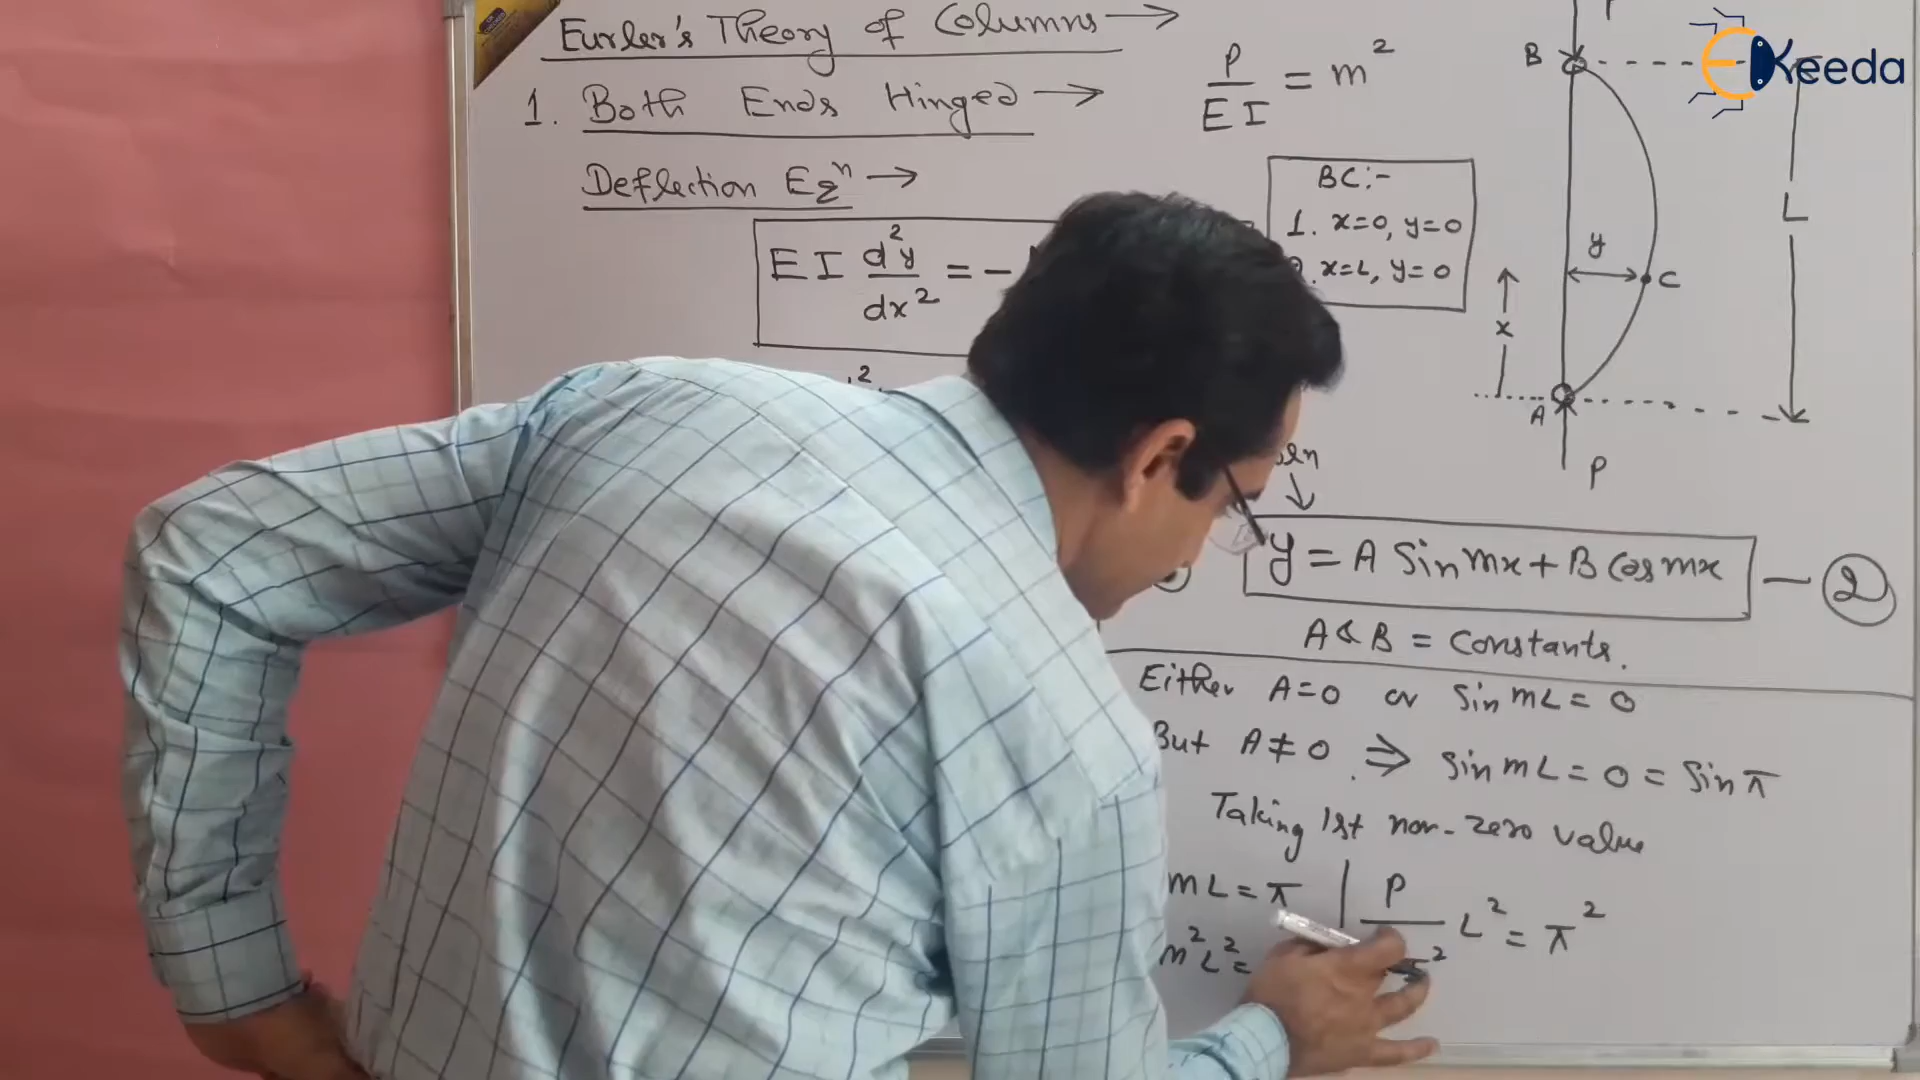 Eurler's Theory of Columns →
1. Both Ends Hinged →
Deflection Eqⁿ →
EI d²y/dx² = -
P/EI = m²
BC:-
1. x=0, y=0
x=L, y=0
P
B
L
y
C
x
A
P
y = A Sin mx + B Cos mx — ②
A & B = Constants.
Either A=0 or Sin mL = 0
But A ≠ 0 ⇒ Sin mL = 0 = Sin π
Taking 1st non-zero value
mL = π | P
L² = π²
m²L² =
Keeda